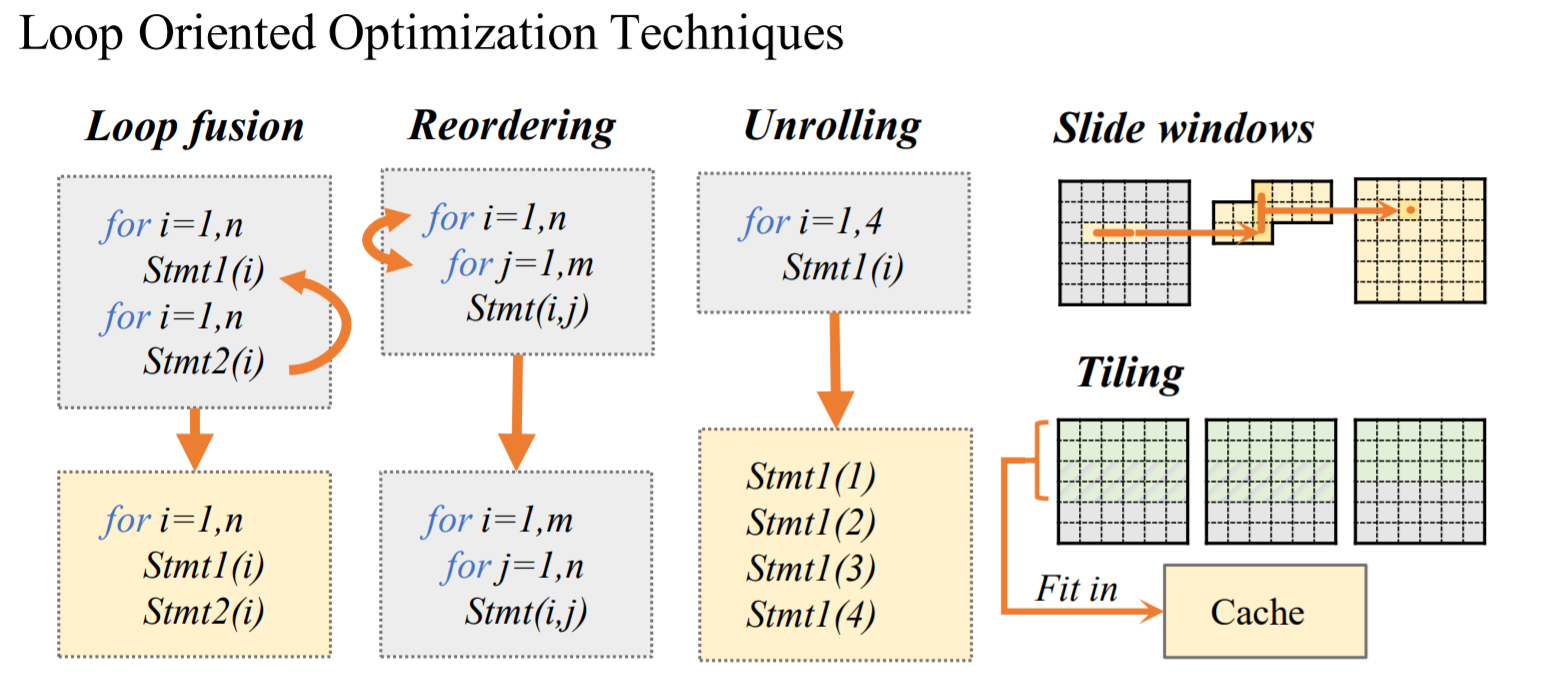 Loop Oriented Optimization Techniques
Loop fusion
for i=1,n
Stmt1(i)
for i=1,n
Stmt2(i)
for i=1,n
Stmt1(i)
Stmt2(i)
Reordering
for i=1,n
for j=1,m
Stmt(i,j)
for i=1,m
for j=1,n
Stmt(i,j)
Unrolling
for i=1,4
Stmt1(i)
Stmt1(1)
Stmt1(2)
Stmt1(3)
Stmt1(4)
Slide windows
Tiling
Fit in
Cache